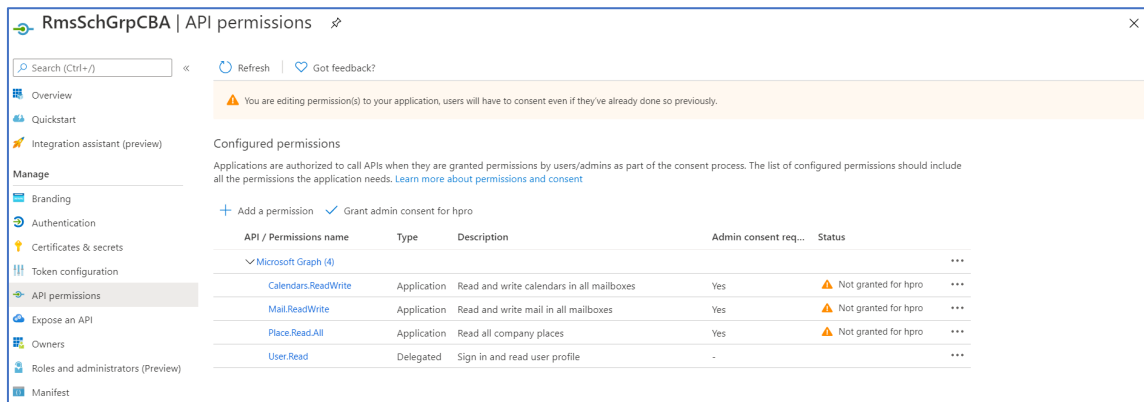 RmsSchGrpCBA | API permissions
Search (Ctrl+/)
«
Overview
Quickstart
Integration assistant (preview)
Manage
Branding
Authentication
Certificates & secrets
Token configuration
API permissions
Expose an API
Owners
Roles and administrators (Preview)
Manifest
Refresh | Got feedback?
You are editing permission(s) to your application, users will have to consent even if they've already done so previously.
Configured permissions
Applications are authorized to call APIs when they are granted permissions by users/admins as part of the consent process. The list of configured permissions should include
all the permissions the application needs. Learn more about permissions and consent
Add a permission Grant admin consent for hpro
API / Permissions name Type Description Admin consent req... Status
Microsoft Graph (4)
Calendars.ReadWrite Application Read and write calendars in all mailboxes Yes Not granted for hpro
Mail.ReadWrite Application Read and write mail in all mailboxes Yes Not granted for hpro
Place.Read.All Application Read all company places Yes Not granted for hpro
User.Read Delegated Sign in and read user profile -